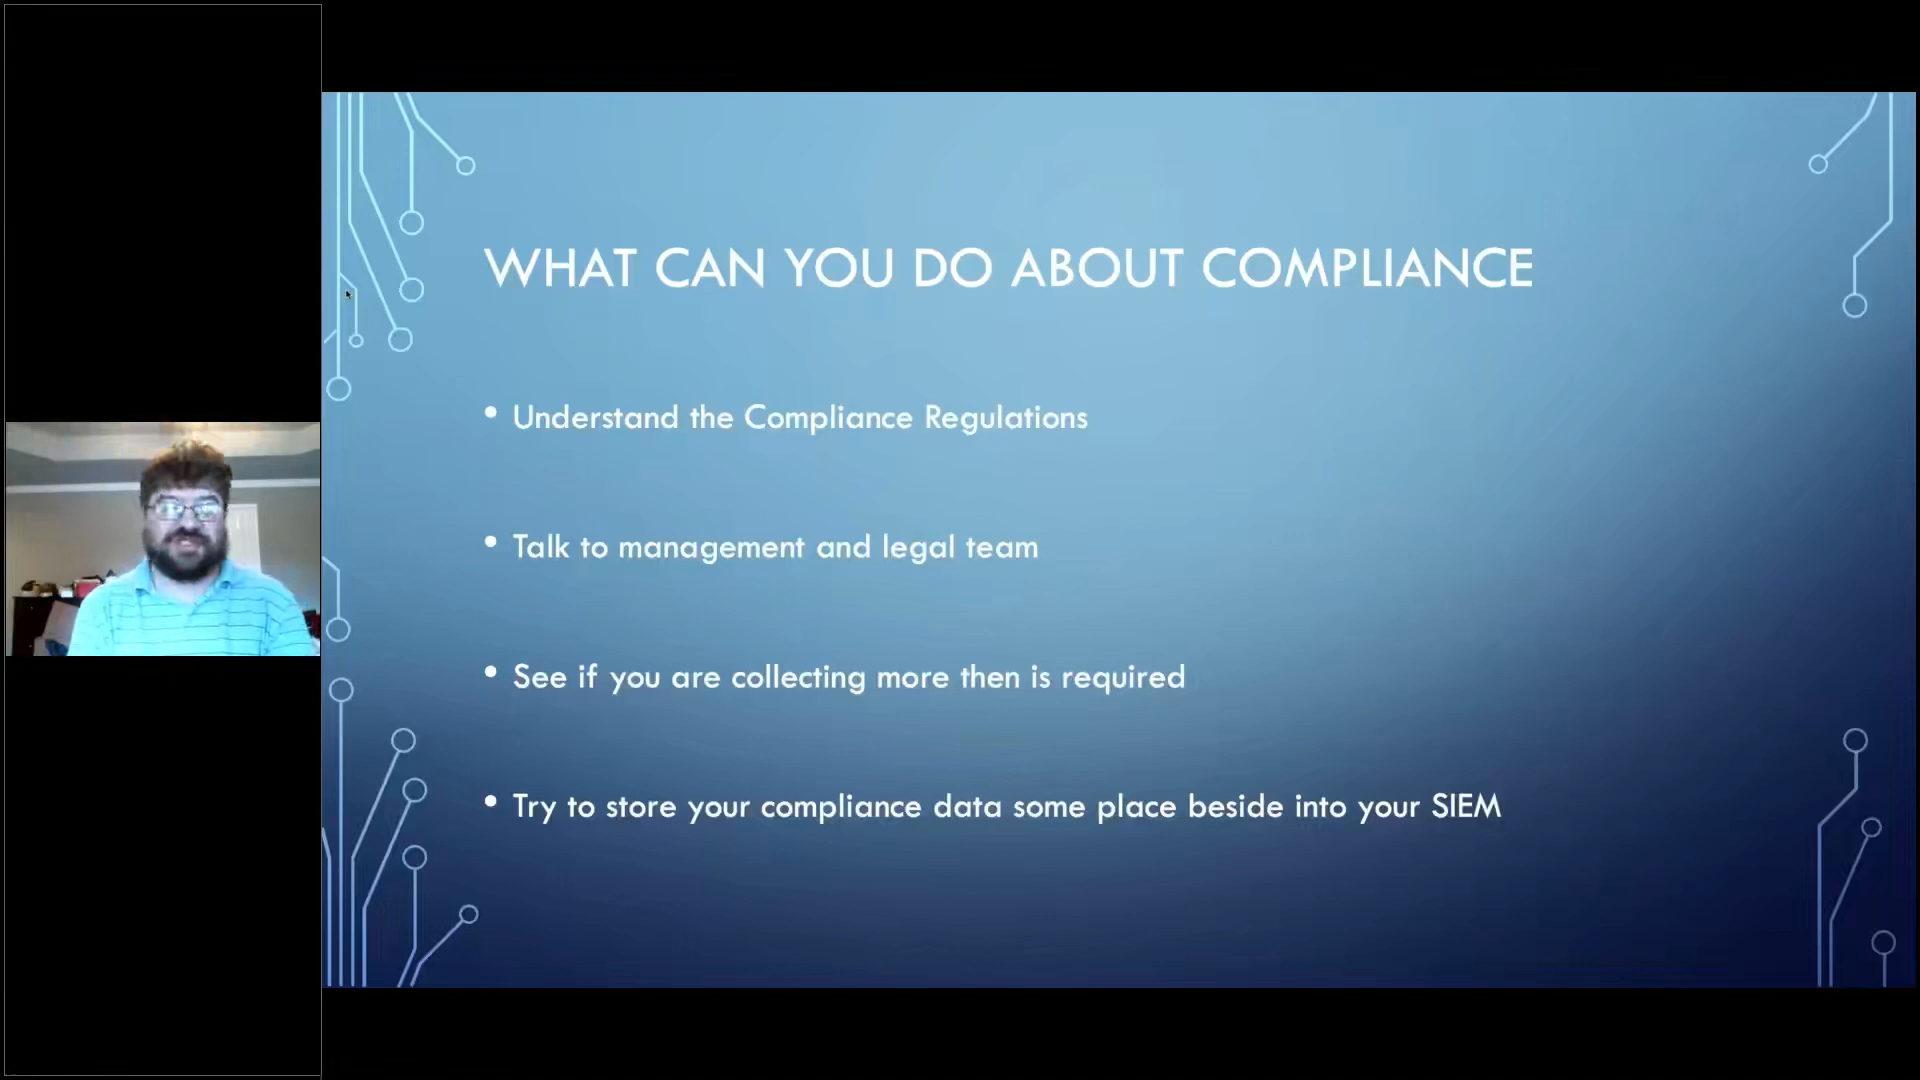 WHAT CAN YOU DO ABOUT COMPLIANCE
• Understand the Compliance Regulations
• Talk to management and legal team
• See if you are collecting more then is required
• Try to store your compliance data some place beside into your SIEM